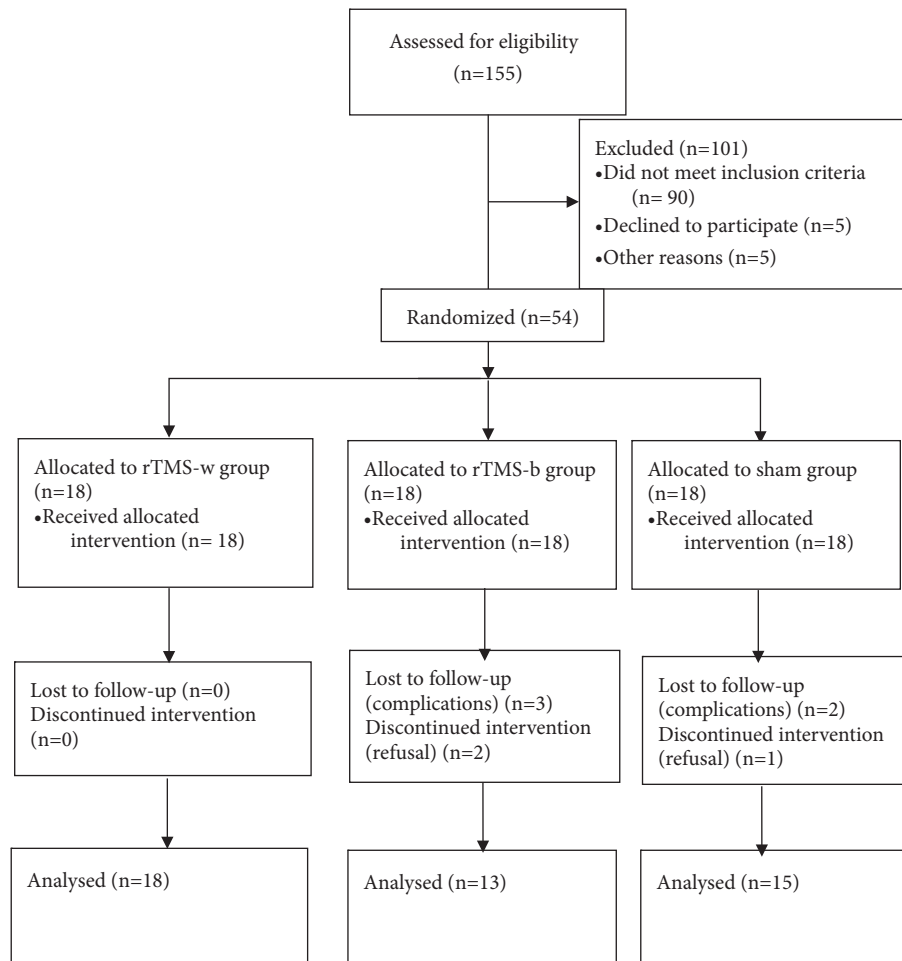 Assessed for eligibility
(n=155)
Excluded (n=101)
•Did not meet inclusion criteria
(n= 90)
•Declined to participate (n=5)
•Other reasons (n=5)
Randomized (n=54)
Allocated to rTMS-w group
(n=18)
•Received allocated
intervention (n= 18)
Allocated to rTMS-b group
(n=18)
•Received allocated
intervention (n=18)
Allocated to sham group
(n=18)
•Received allocated
intervention (n=18)
Lost to follow-up (n=0)
Discontinued intervention
(n=0)
Lost to follow-up
(complications) (n=3)
Discontinued intervention
(refusal) (n=2)
Lost to follow-up
(complications) (n=2)
Discontinued intervention
(refusal) (n=1)
Analysed (n=18)
Analysed (n=13)
Analysed (n=15)